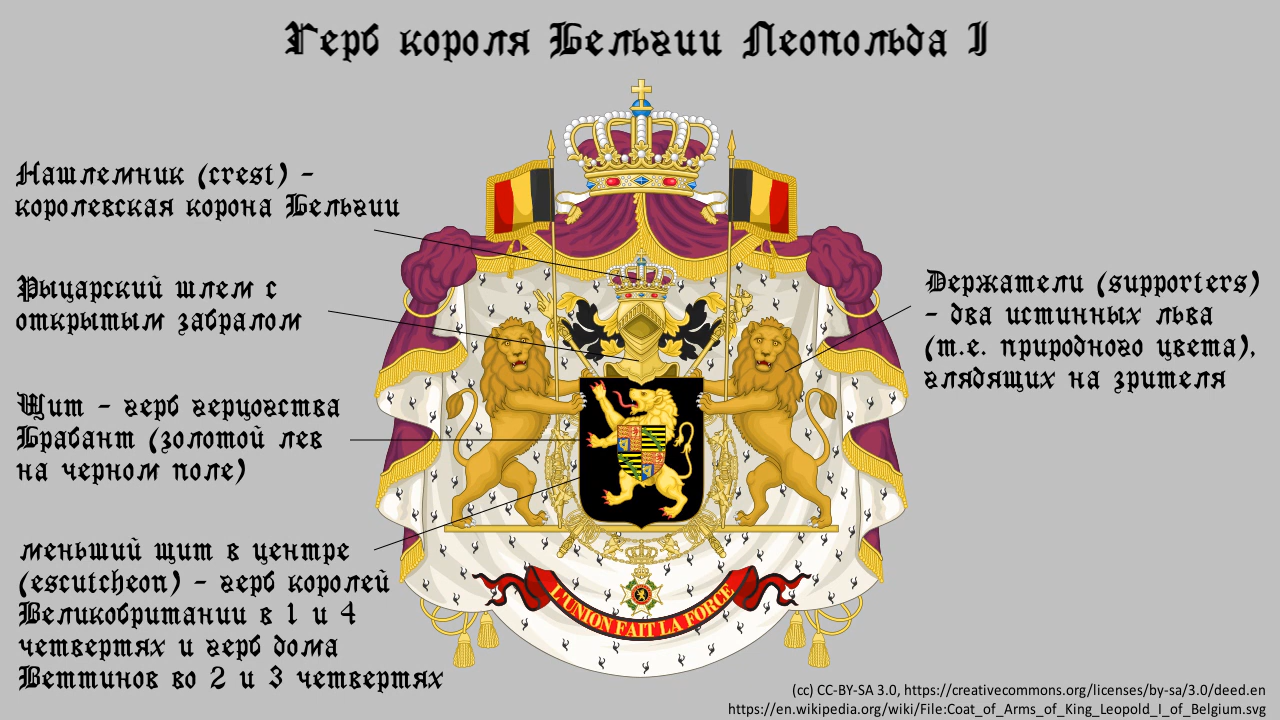 Герб короля Бельгии Леопольда I
Нашлемник (crest) –
королевская корона Бельгии
Рыцарский шлем с
открытым забралом
Щит – герб герцогства
Брабант (золотой лев
на черном поле)
меньший щит в центре
(escutcheon) – герб королей
Великобритании в 1 и 4
четвертях и герб дома
Веттинов во 2 и 3 четвертях
Держатели (supporters)
– два истинных льва
(т.е. природного цвета),
глядящих на зрителя
L'UNION FAIT LA FORCE
(cc) CC-BY-SA 3.0, https://creativecommons.org/licenses/by-sa/3.0/deed.en
https://en.wikipedia.org/wiki/File:Coat_of_Arms_of_King_Leopold_I_of_Belgium.svg